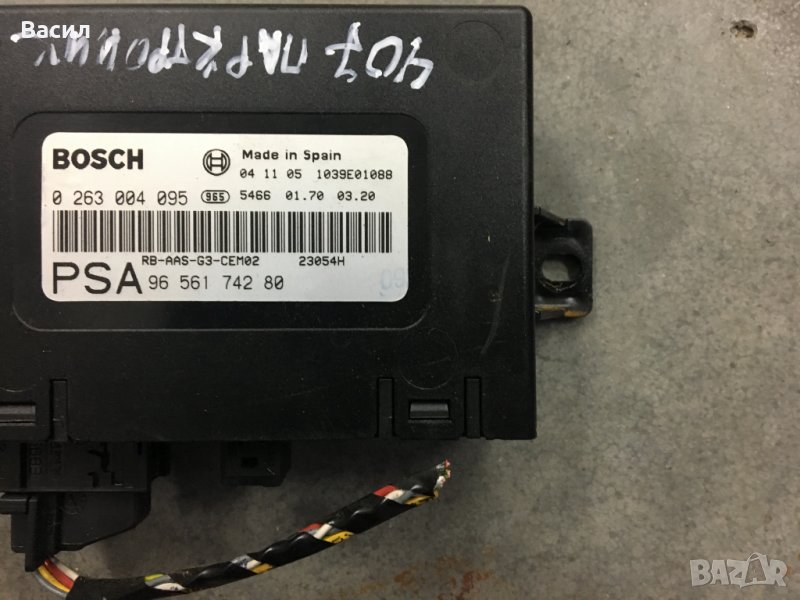 Васил
407 ПАРКТРОНИК
BOSCH
Made in Spain
04 11 05 1039E01088
0 263 004 095 965 5466 01.70 03.20
RB-AAS-G3-CEM02 23054H
PSA 96 561 742 80
09
BAZAR